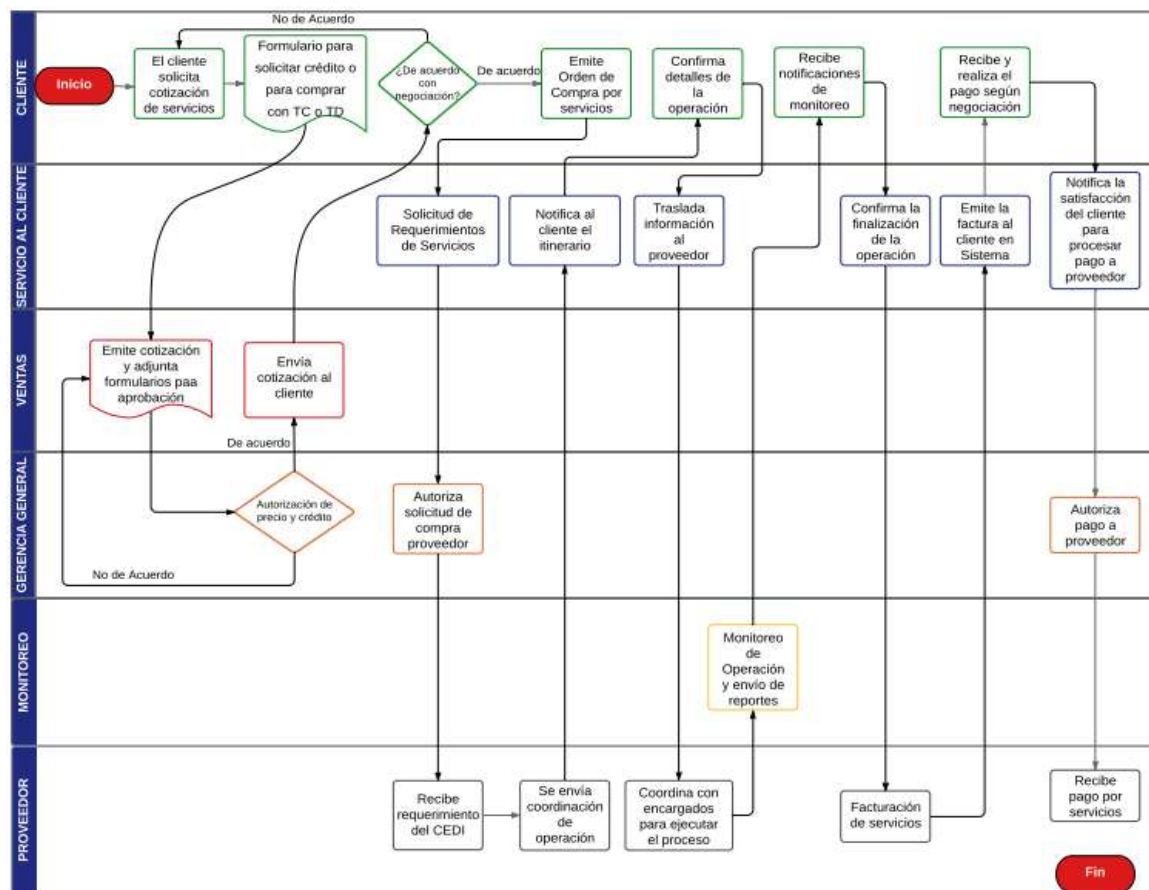 CLIENTE
No de Acuerdo
Inicio
El cliente
solicita
cotización
de servicios
Formulario para
solicitar crédito o
para comprar
con TC o TD
¿De acuerdo
con
negociación?
De acuerdo
Emite
Orden de
Compra por
servicios
Confirma
detalles de
la
operación
Recibe
notificaciones
de
monitoreo
Recibe y
realiza el
pago según
negociación
SERVICIO AL CLIENTE
Solicitud de
Requerimientos
de Servicios
Notifica al
cliente el
itinerario
Traslada
información
al
proveedor
Confirma la
finalización
de la
operación
Emite la
factura al
cliente en
Sistema
Notifica la
satisfacción
del cliente
para
procesar
pago a
proveedor
VENTAS
Emite cotización
y adjunta
formularios paa
aprobación
Envía
cotización al
cliente
De acuerdo
GERENCIA GENERAL
Autorización de
precio y crédito
No de Acuerdo
Autoriza
solicitud de
compra
proveedor
Autoriza
pago a
proveedor
MONITOREO
Monitoreo
de
Operación
y envío de
reportes
PROVEEDOR
Recibe
requerimiento
del CEDI
Se envía
coordinación
de
operación
Coordina con
encargados
para ejecutar
el proceso
Facturación
de servicios
Recibe
pago por
servicios
Fin